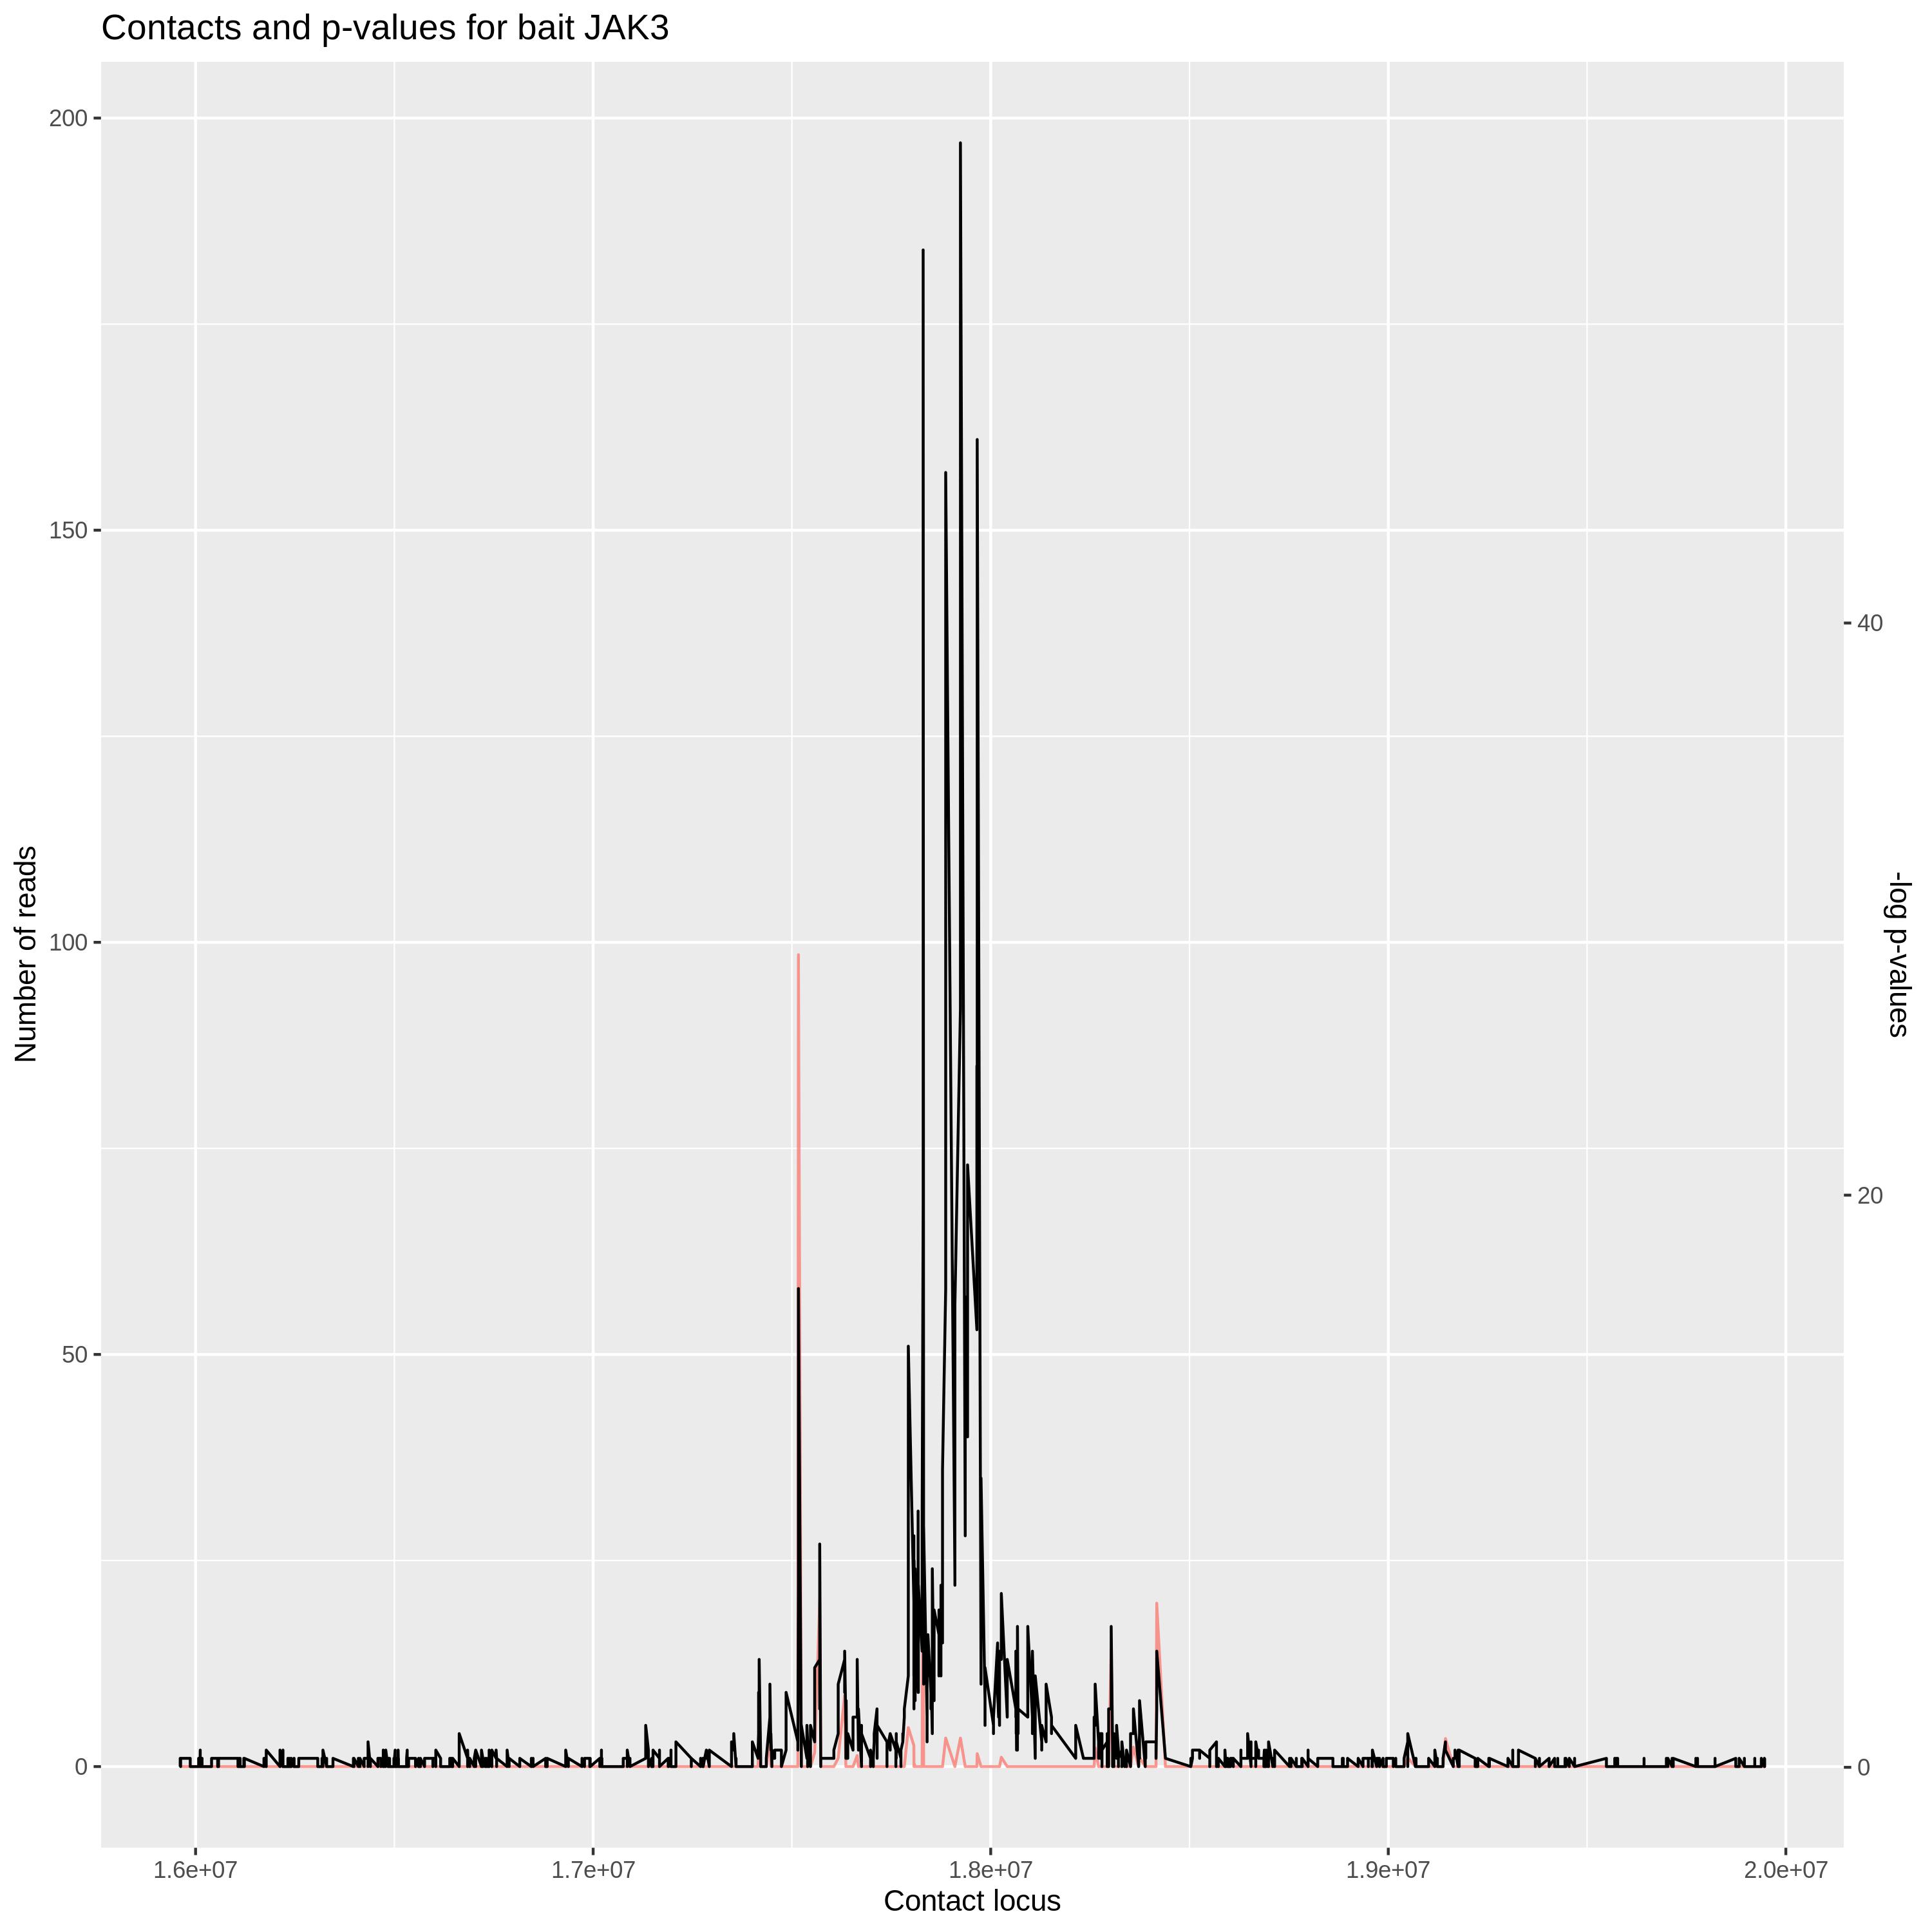 Contacts and p-values for bait JAK3
200
150
100
50
0
Number of reads
40
20
0
-log p-values
1.6e+07
1.7e+07
1.8e+07
1.9e+07
2.0e+07
Contact locus